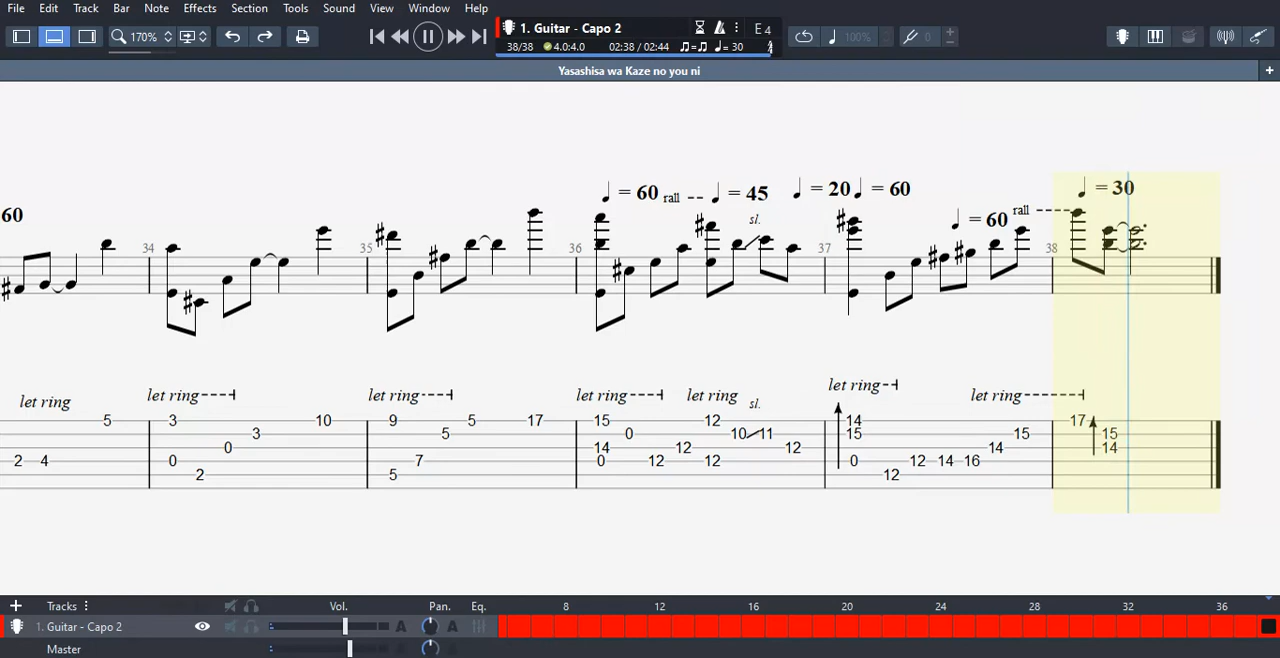 File Edit Track Bar Note Effects Section Tools Sound View Window Help
170%
1. Guitar - Capo 2 E 4
38/38 4.0:4.0 02:38 / 02:44 ♫=♫ ♩= 30
100% 0
Yasashisa wa Kaze no you ni
60 ♩ = 60 rall -- ♩ = 45 ♩ = 20 ♩ = 60 ♩ = 60 rall ♩ = 30
sl.
34 35 36 37 38
let ring let ring let ring let ring let ring let ring let ring
sl.
5 3 10 9 5 17 15 12 14 17
3 5 0 10 11 15 15 15
0 14 12 12 14 14
2 4 0 7 0 12 12 0 12 14 16
2 5 12
Tracks Vol. Pan. Eq. 8 12 16 20 24 28 32 36
1. Guitar - Capo 2 A A
Master